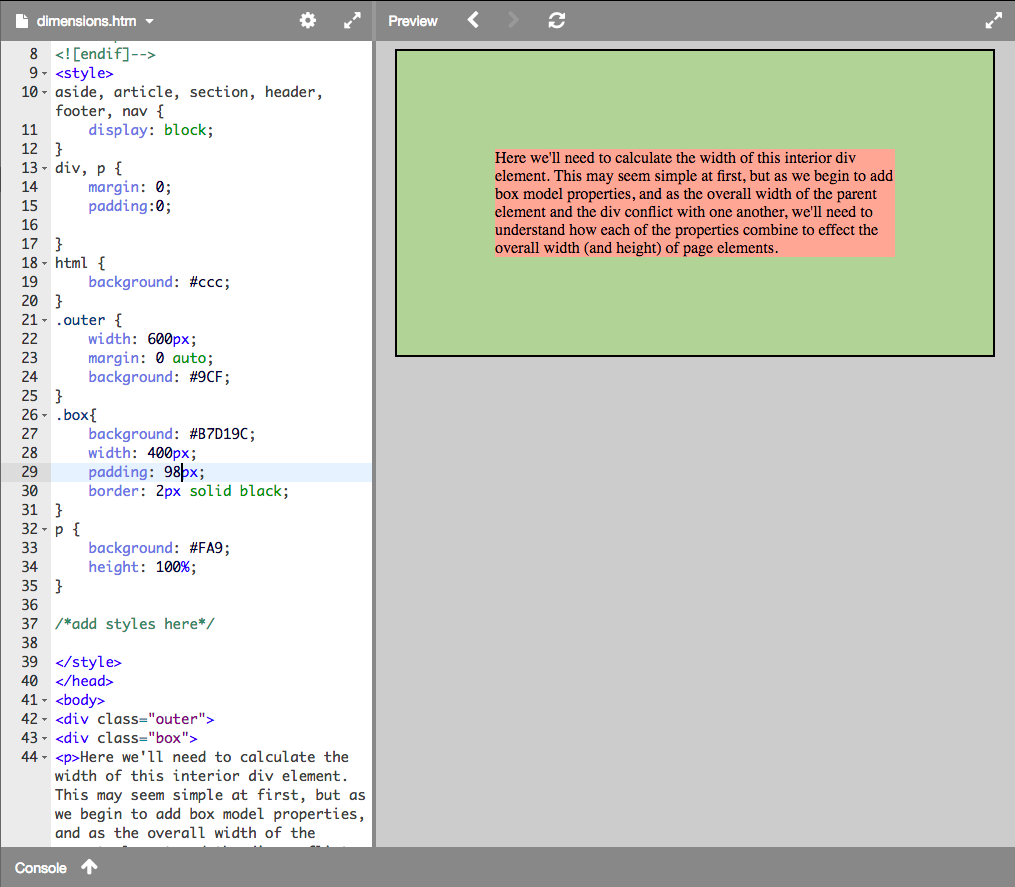 dimensions.htm
Preview
8 <![endif]-->
9 <style>
10 aside, article, section, header,
footer, nav {
11 display: block;
12 }
13 div, p {
14 margin: 0;
15 padding:0;
16
17 }
18 html {
19 background: #ccc;
20 }
21 .outer {
22 width: 600px;
23 margin: 0 auto;
24 background: #9CF;
25 }
26 .box{
27 background: #B7D19C;
28 width: 400px;
29 padding: 98px;
30 border: 2px solid black;
31 }
32 p {
33 background: #FA9;
34 height: 100%;
35 }
36
37 /*add styles here*/
38
39 </style>
40 </head>
41 <body>
42 <div class="outer">
43 <div class="box">
44 <p>Here we'll need to calculate the
width of this interior div element.
This may seem simple at first, but as
we begin to add box model properties,
and as the overall width of the
Here we'll need to calculate the width of this interior div
element. This may seem simple at first, but as we begin to add
box model properties, and as the overall width of the parent
element and the div conflict with one another, we'll need to
understand how each of the properties combine to effect the
overall width (and height) of page elements.
Console